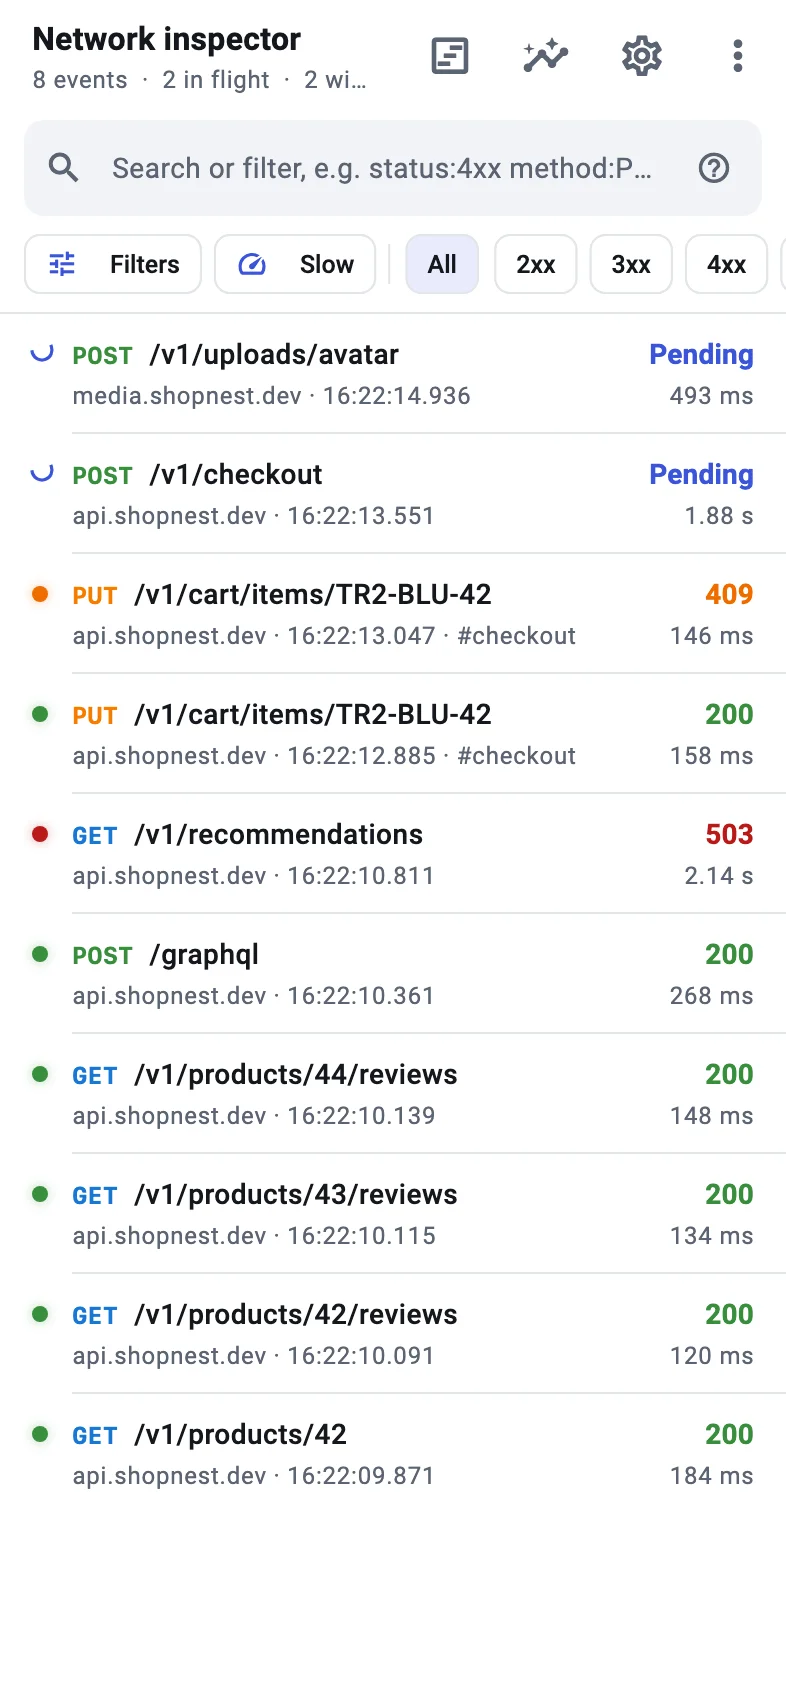 Network inspector
8 events · 2 in flight · 2 wi...
Search or filter, e.g. status:4xx method:P...
Filters Slow All 2xx 3xx 4xx
POST /v1/uploads/avatar Pending
media.shopnest.dev · 16:22:14.936 493 ms
POST /v1/checkout Pending
api.shopnest.dev · 16:22:13.551 1.88 s
PUT /v1/cart/items/TR2-BLU-42 409
api.shopnest.dev · 16:22:13.047 · #checkout 146 ms
PUT /v1/cart/items/TR2-BLU-42 200
api.shopnest.dev · 16:22:12.885 · #checkout 158 ms
GET /v1/recommendations 503
api.shopnest.dev · 16:22:10.811 2.14 s
POST /graphql 200
api.shopnest.dev · 16:22:10.361 268 ms
GET /v1/products/44/reviews 200
api.shopnest.dev · 16:22:10.139 148 ms
GET /v1/products/43/reviews 200
api.shopnest.dev · 16:22:10.115 134 ms
GET /v1/products/42/reviews 200
api.shopnest.dev · 16:22:10.091 120 ms
GET /v1/products/42 200
api.shopnest.dev · 16:22:09.871 184 ms